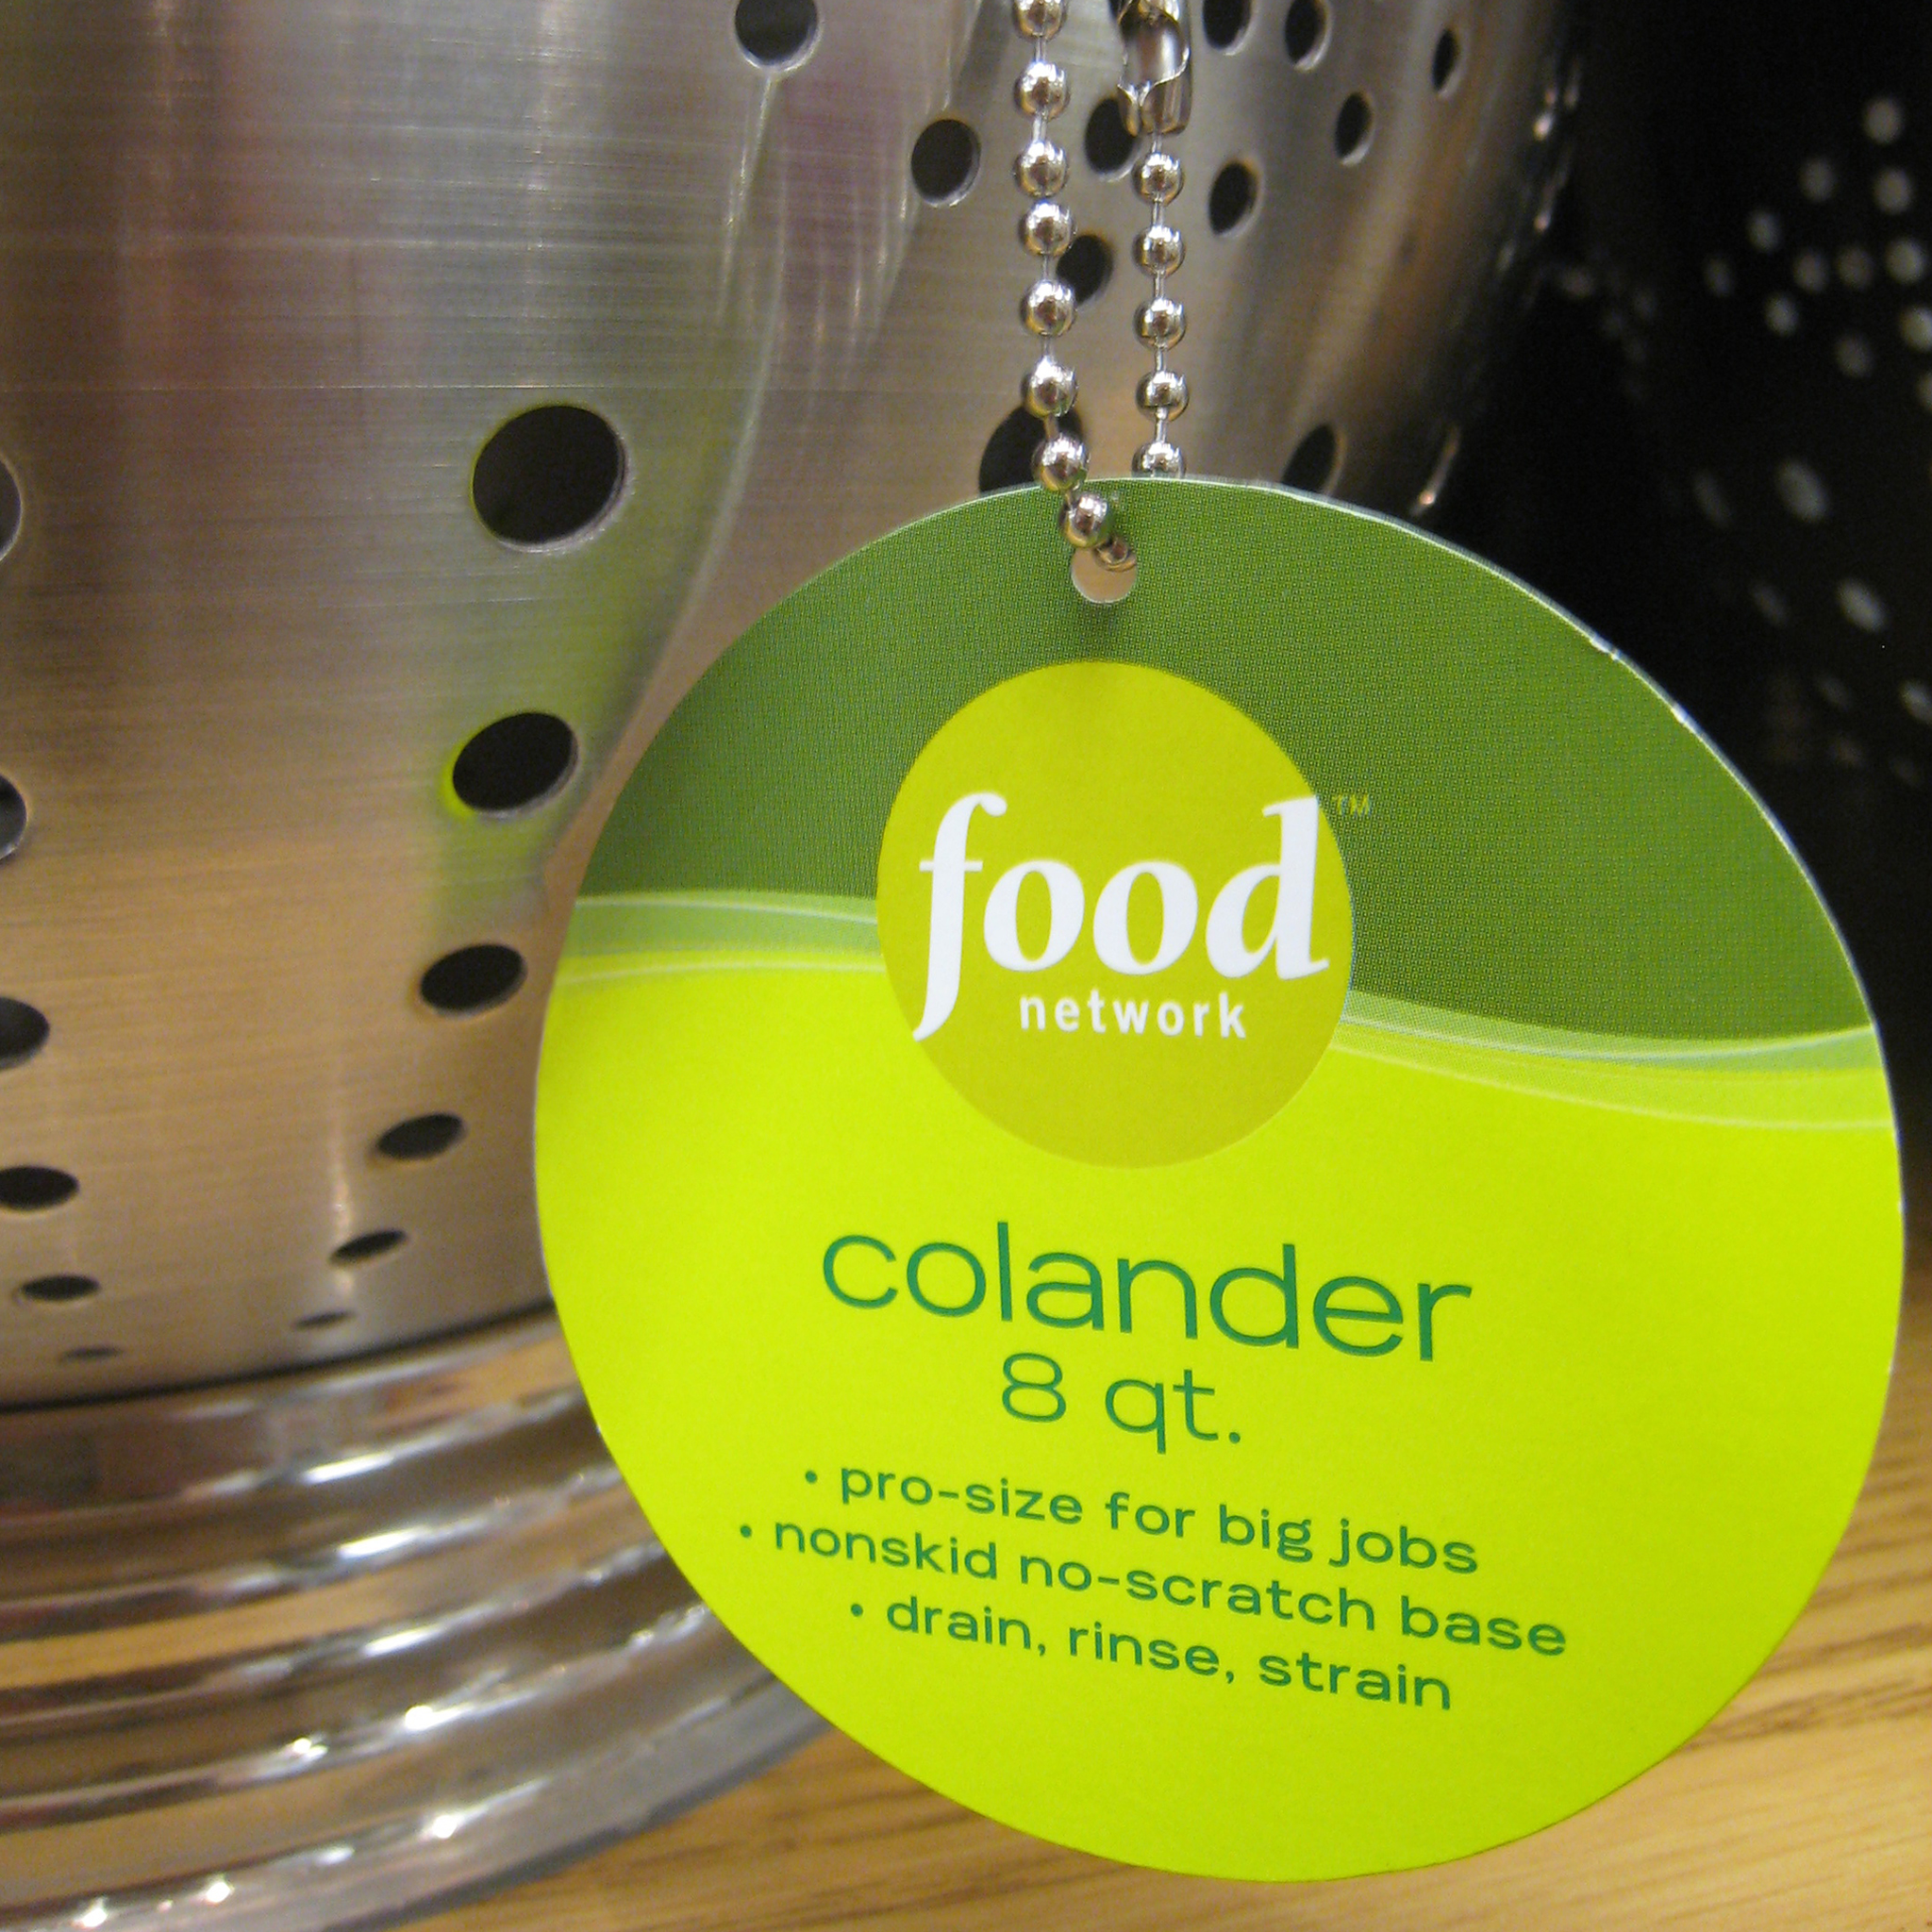 food™
network
colander
8 qt.
• pro-size for big jobs
• nonskid no-scratch base
• drain, rinse, strain